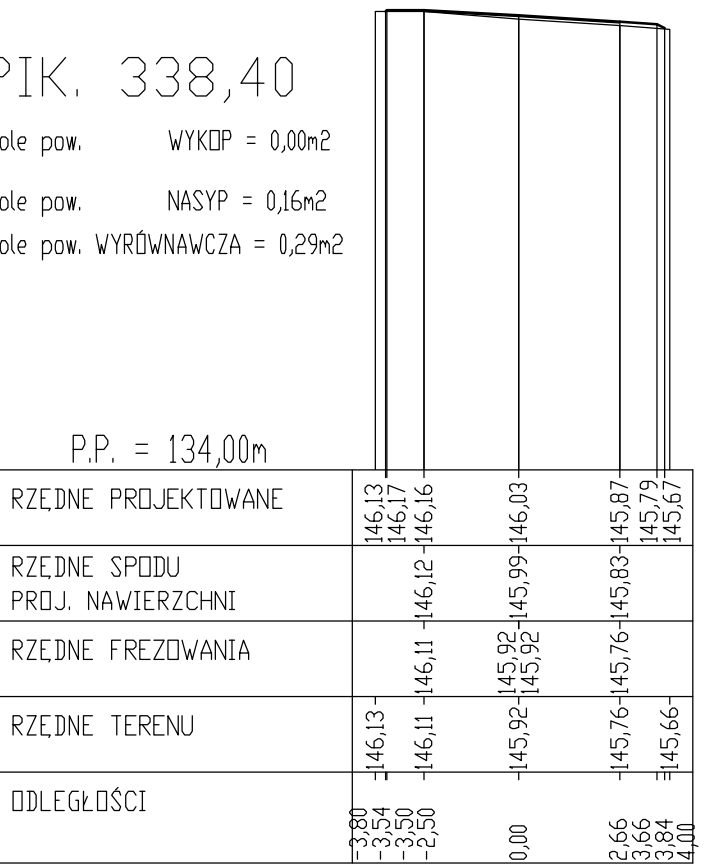 PIK. 338,40
ole pow. WYKOP = 0,00m2
ole pow. NASYP = 0,16m2
ole pow. WYRÓWNAWCZA = 0,29m2
P.P. = 134,00m
RZĘDNE PROJEKTOWANE 146,13 146,17 146,16 146,03 145,87 145,79 145,67
RZĘDNE SPODU
PROJ. NAWIERZCHNI 146,12 145,99 145,83
RZĘDNE FREZOWANIA 146,11 145,92 145,92 145,76
RZĘDNE TERENU 146,13 146,11 145,92 145,76 145,66
ODLEGŁOŚCI -3,80 -3,54 -3,50 -2,50 0,00 2,66 3,66 3,84 4,00